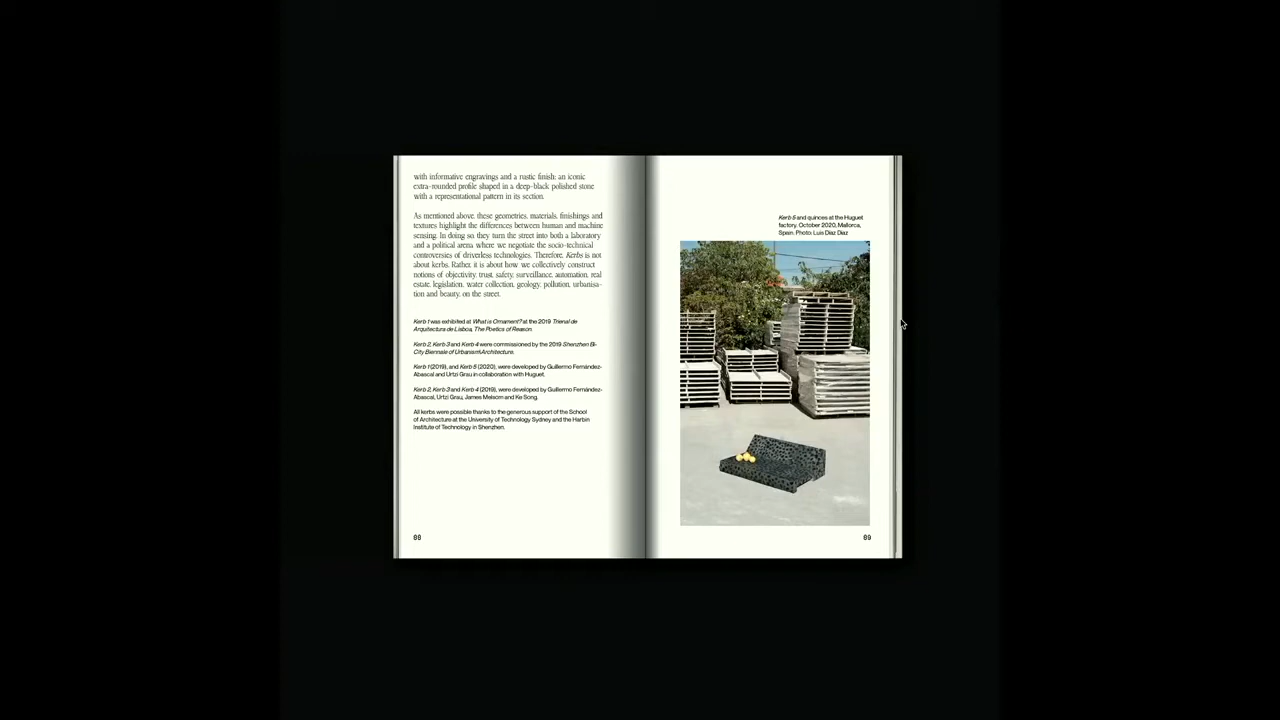 with informative engravings and a rustic finish: an iconic
extra-rounded profile shaped in a deep-black polished stone
with a representational pattern in its section.
As mentioned above, these geometries, materials, finishings and
textures highlight the differences between human and machine
sensing. In doing so, they turn the street into both a laboratory
and a political arena where we negotiate the socio-technical
controversies of driverless technologies. Therefore, Kerbs is not
about kerbs. Rather, it is about how we collectively construct
notions of objectivity, trust, safety, surveillance, automation, real
estate, legislation, water collection, geology, pollution, urbanisa-
tion and beauty, on the street.
Kerb 1 was exhibited at What is Ornament? at the 2019 Trienal de
Arquitectura de Lisboa, The Poetics of Reason.
Kerb 2, Kerb 3 and Kerb 4 were commissioned by the 2019 Shenzhen Bi-
City Biennale of Urbanism\Architecture.
Kerb 1 (2019), and Kerb 5 (2020), were developed by Guillermo Fernández-
Abascal and Urtzi Grau in collaboration with Huguet.
Kerb 2, Kerb 3 and Kerb 4 (2019), were developed by Guillermo Fernández-
Abascal, Urtzi Grau, James Melsom and Ke Song.
All kerbs were possible thanks to the generous support of the School
of Architecture at the University of Technology Sydney and the Harbin
Institute of Technology in Shenzhen.
08
Kerb 5 and quinces at the Huguet
factory. October 2020, Mallorca,
Spain. Photo: Luis Díaz Díaz
09